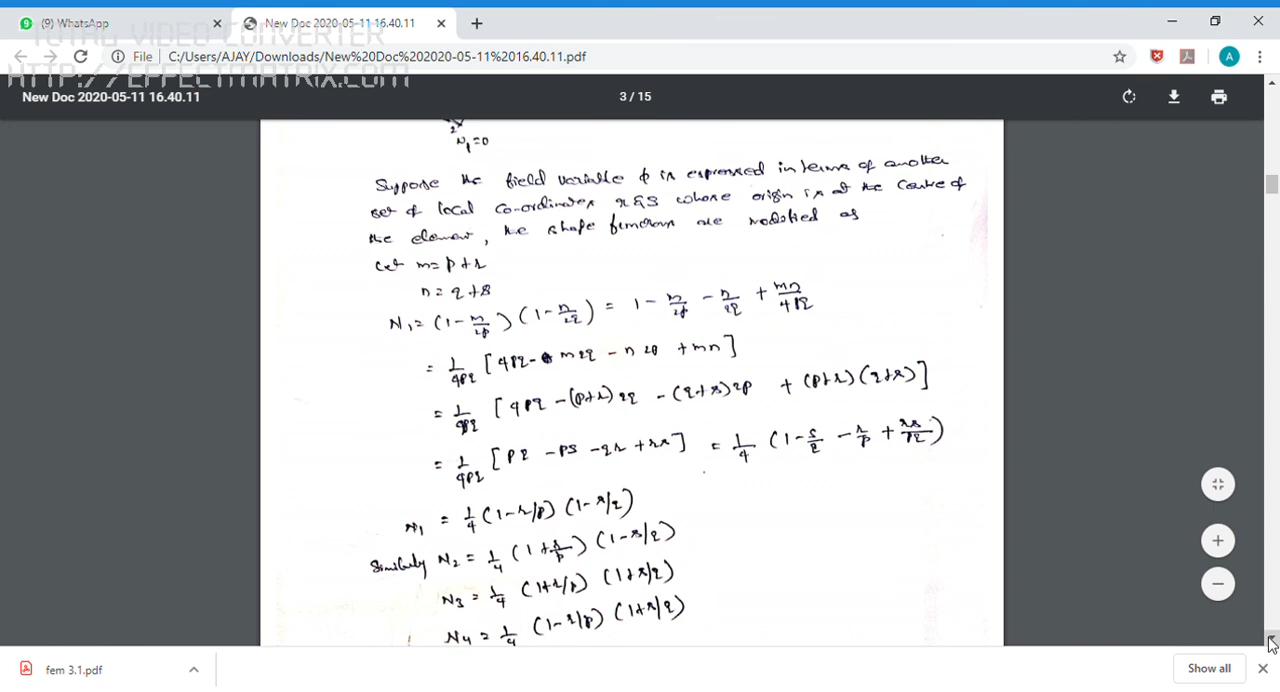 (9) WhatsApp
New Doc 2020-05-11 16.40.11
TOTAL VIDEO CONVERTER
File C:/Users/AJAY/Downloads/New%20Doc%202020-05-11%2016.40.11.pdf
A
HTTP://EFFECTMATRIX.COM
New Doc 2020-05-11 16.40.11
3 / 15
N₁=0
Suppose the field variable ϕ is expressed in terms of another
set of local co-ordinates r & s whose origin is at the centre of
the element, the shape functions are modified as
Let m = p + r
n = q + s
N₁ = (1 - m/2p) (1 - n/2q) = 1 - m/2p - n/2q + mn/4pq
= 1/4pq [4pq - m2q - n2p + mn]
= 1/4pq [4pq - (p+r)2q - (q+s)2p + (p+r)(q+s)]
= 1/4pq [pq - ps - qr + rs] = 1/4 (1 - s/q - r/p + rs/pq)
N₁ = 1/4 (1 - r/p) (1 - s/q)
Similarly N₂ = 1/4 (1 + r/p) (1 - s/q)
N₃ = 1/4 (1 + r/p) (1 + s/q)
N₄ = 1/4 (1 - r/p) (1 + s/q)
fem 3.1.pdf
Show all